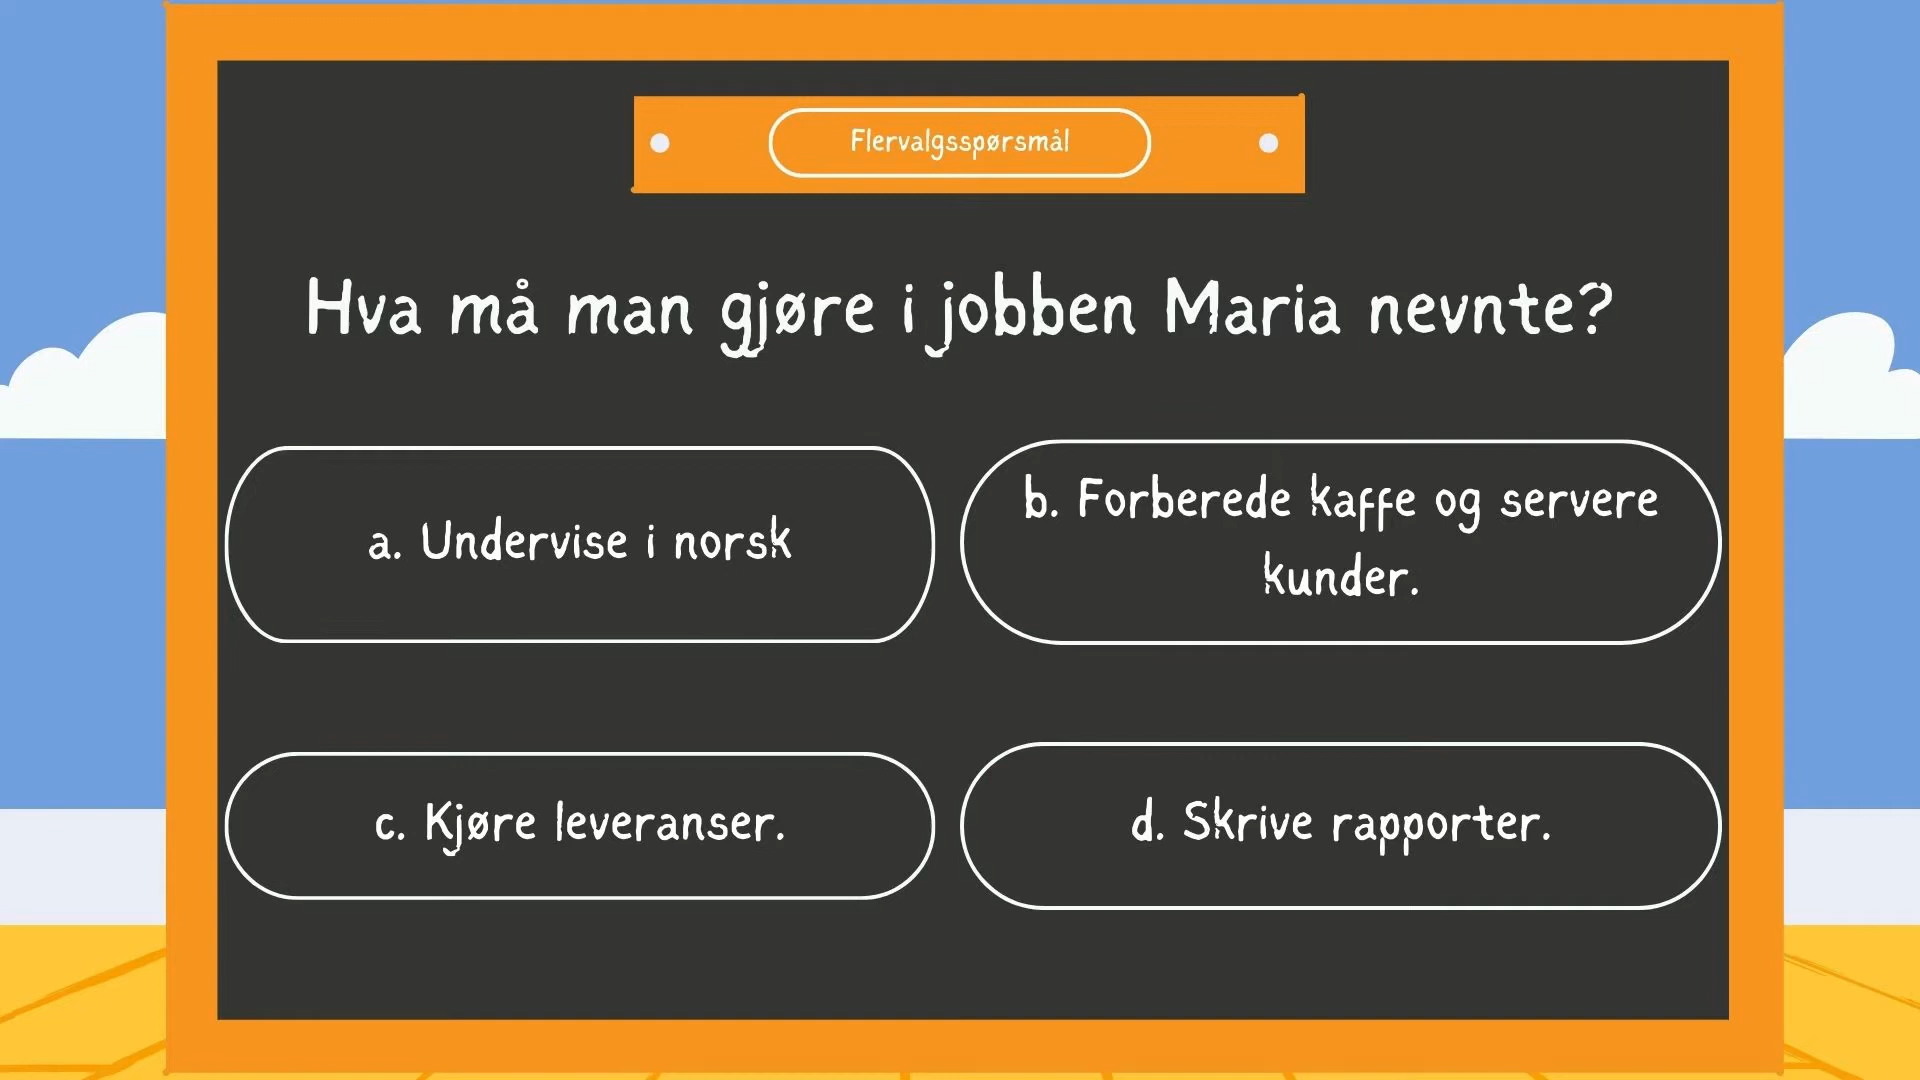 Flervalgsspørsmål
Hva må man gjøre i jobben Maria nevnte?
a. Undervise i norsk
b. Forberede kaffe og servere
kunder.
c. Kjøre leveranser.
d. Skrive rapporter.